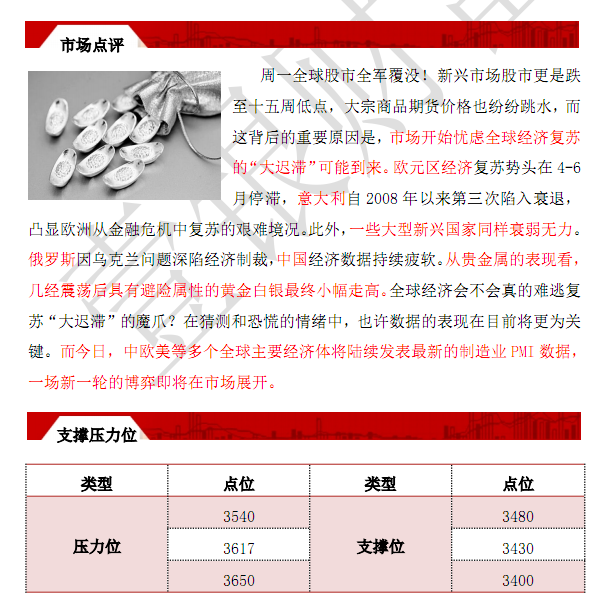 市场点评
周一全球股市全军覆没！新兴市场股市更是跌
至十五周低点，大宗商品期货价格也纷纷跳水，而
这背后的重要原因是，市场开始忧虑全球经济复苏
的“大迟滞”可能到来。欧元区经济复苏势头在 4-6
月停滞，意大利自 2008 年以来第三次陷入衰退，
凸显欧洲从金融危机中复苏的艰难境况。此外，一些大型新兴国家同样衰弱无力。
俄罗斯因乌克兰问题深陷经济制裁，中国经济数据持续疲软。从贵金属的表现看，
几经震荡后具有避险属性的黄金白银最终小幅走高。全球经济会不会真的难逃复
苏“大迟滞”的魔爪？在猜测和恐慌的情绪中，也许数据的表现在目前将更为关
键。而今日，中欧美等多个全球主要经济体将陆续发表最新的制造业 PMI 数据，
一场新一轮的博弈即将在市场展开。
支撑压力位
类型 点位 类型 点位
3540 3480
压力位 3617 支撑位 3430
3650 3400